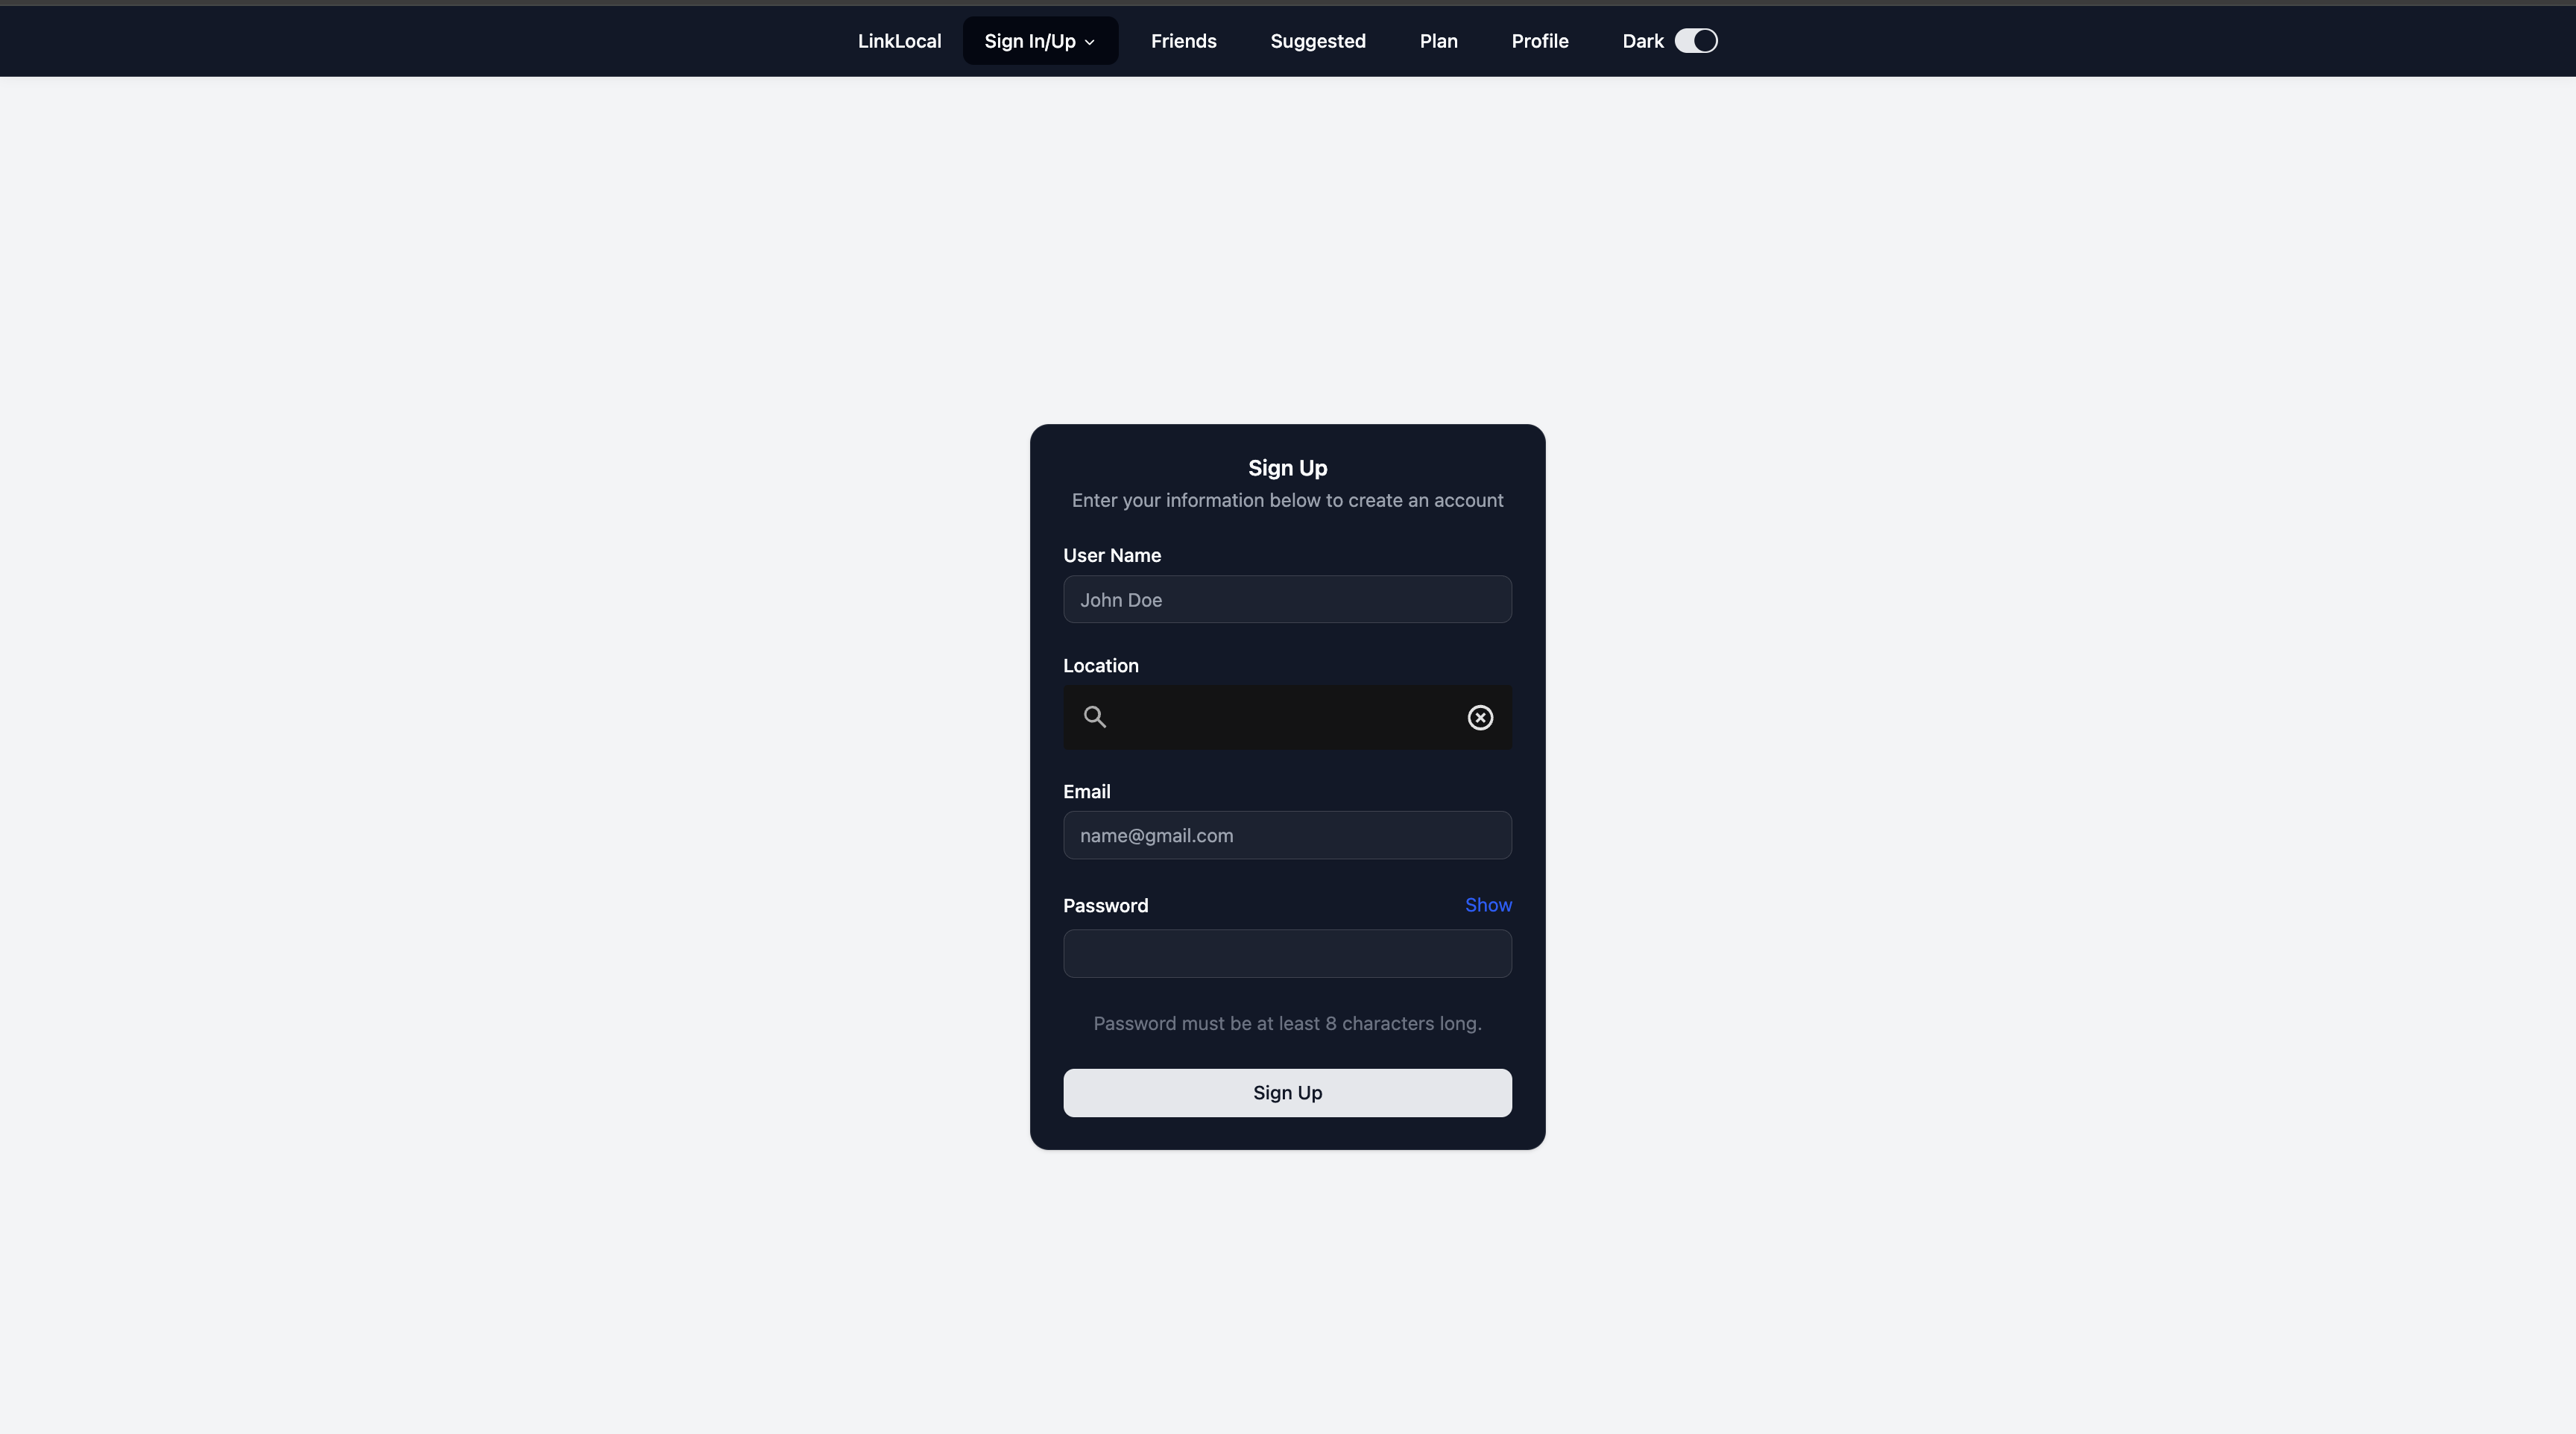 LinkLocal Sign In/Up Friends Suggested Plan Profile Dark
Sign Up
Enter your information below to create an account
User Name
John Doe
Location
Email
name@gmail.com
Password Show
Password must be at least 8 characters long.
Sign Up